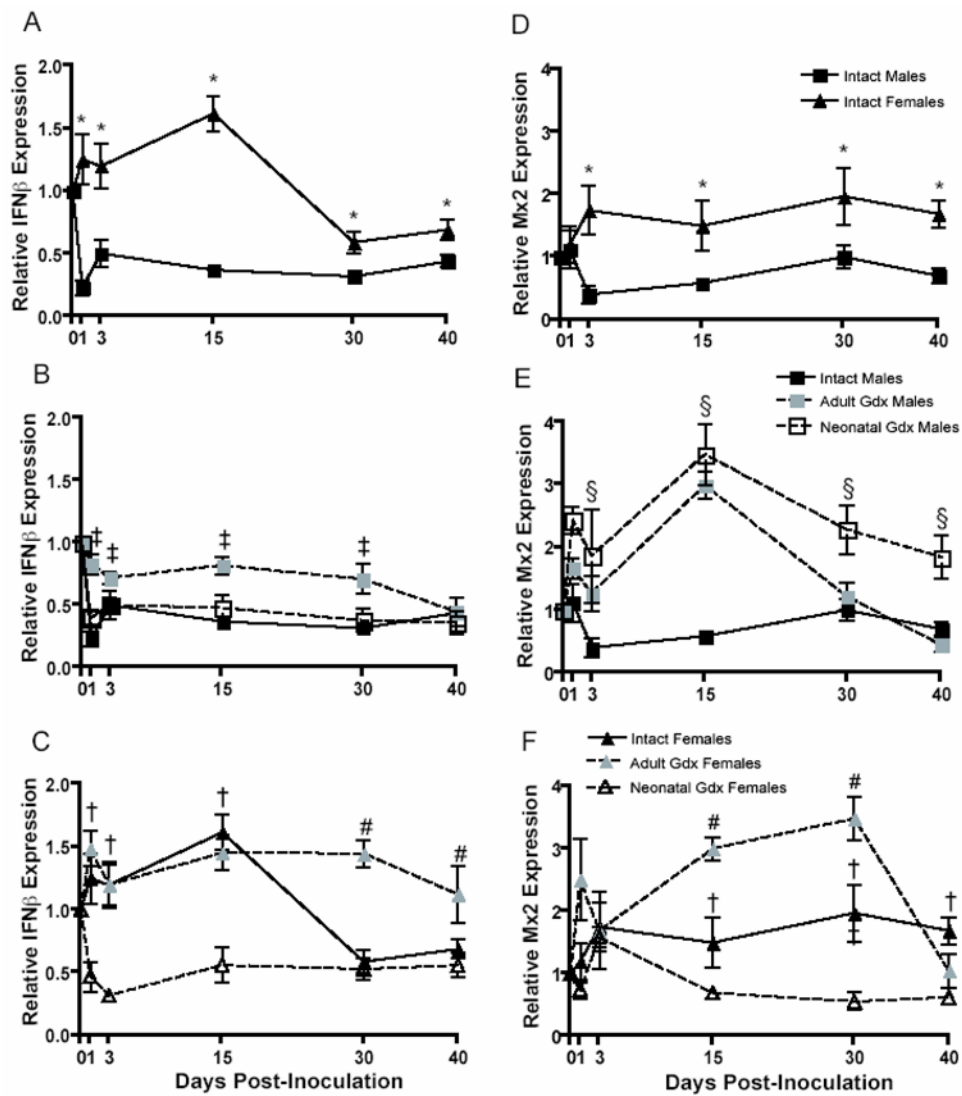 A
Relative IFNβ Expression
2.0
1.5
1.0
0.5
0.0
* * * * *
01 3 15 30 40
D
Relative Mx2 Expression
4
3
2
1
0
Intact Males
Intact Females
* * * *
01 3 15 30 40
B
Relative IFNβ Expression
2.0
1.5
1.0
0.5
0.0
‡ ‡ ‡ ‡
01 3 15 30 40
E
Relative Mx2 Expression
4
3
2
1
0
Intact Males
Adult Gdx Males
Neonatal Gdx Males
§ § § §
01 3 15 30 40
C
Relative IFNβ Expression
2.0
1.5
1.0
0.5
0.0
Intact Females
Adult Gdx Females
Neonatal Gdx Females
† † † # #
01 3 15 30 40
Days Post-Inoculation
F
Relative Mx2 Expression
4
3
2
1
0
# #
† † †
01 3 15 30 40
Days Post-Inoculation